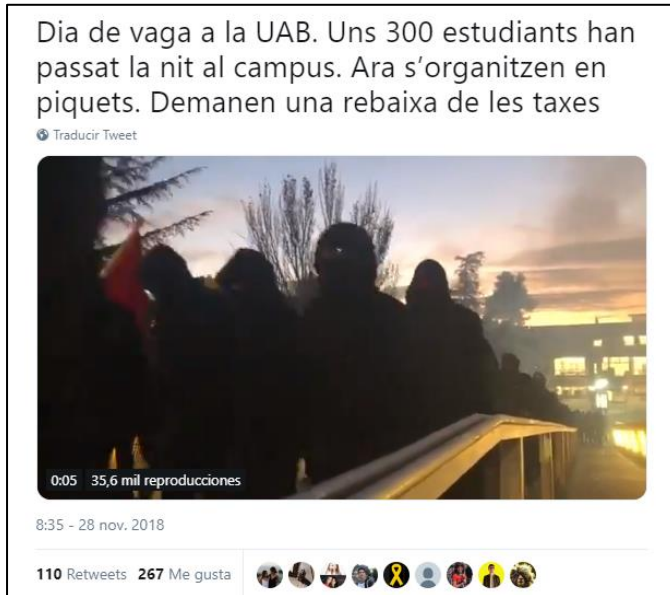 Dia de vaga a la UAB. Uns 300 estudiants han
passat la nit al campus. Ara s’organitzen en
piquets. Demanen una rebaixa de les taxes
Traducir Tweet
0:05 35,6 mil reproducciones
8:35 - 28 nov. 2018
110 Retweets 267 Me gusta